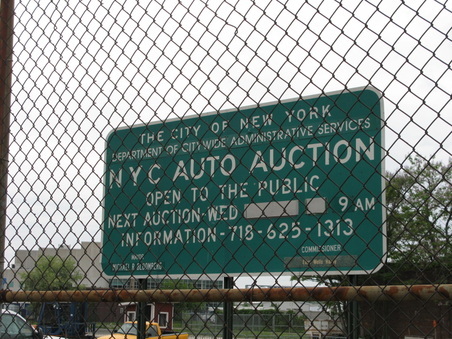 THE CITY OF NEW YORK
DEPARTMENT OF CITYWIDE ADMINISTRATIVE SERVICES
NYC AUTO AUCTION
OPEN TO THE PUBLIC
NEXT AUCTION-WED 9 AM
INFORMATION-718-625-1313
MAYOR COMMISSIONER
MICHAEL R BLOOMBERG